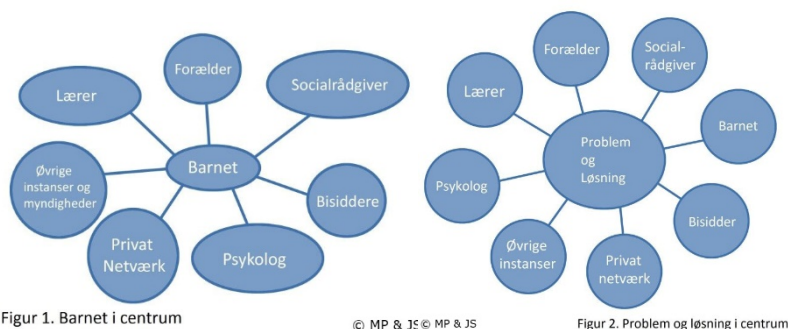 Forælder
Lærer
Socialrådgiver
Barnet
Øvrige
instanser og
myndigheder
Bisiddere
Privat
Netværk
Psykolog
Figur 1. Barnet i centrum
© MP & JS
Forælder
Social-
rådgiver
Lærer
Barnet
Problem
og
Løsning
Psykolog
Bisidder
Øvrige
instanser
Privat
netværk
© MP & JS
Figur 2. Problem og løsning i centrum